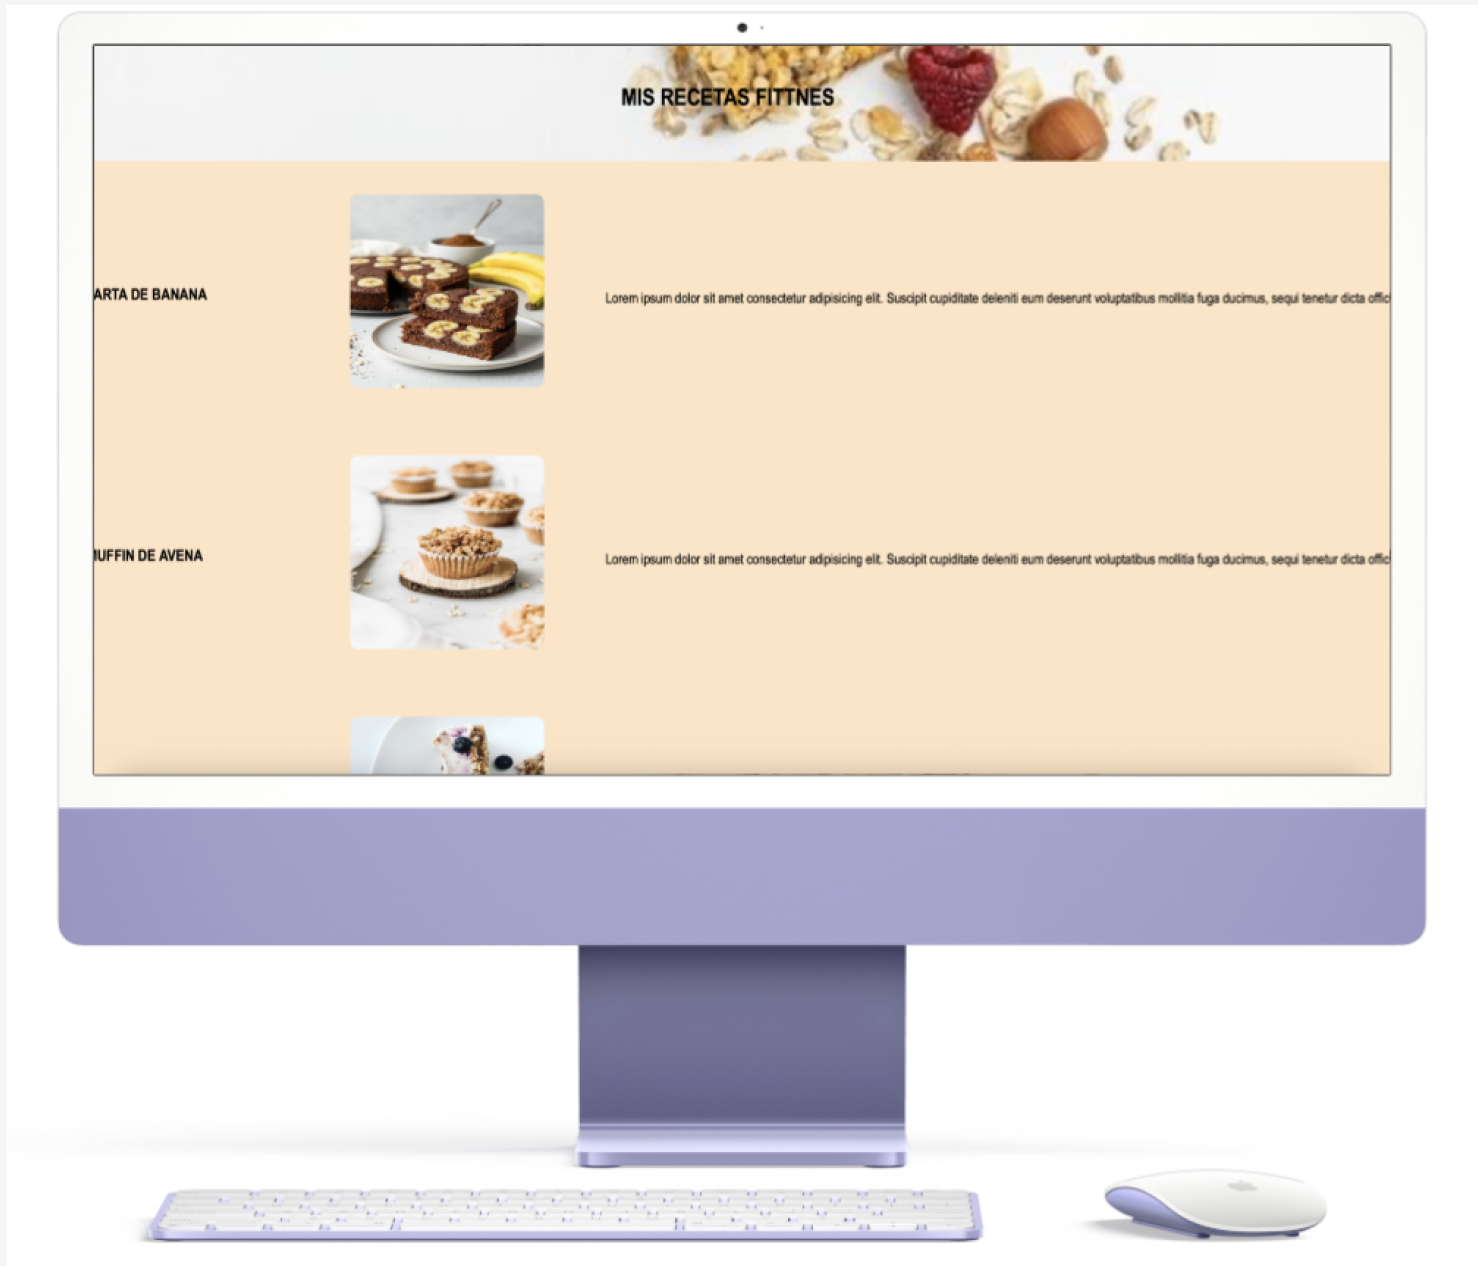 MIS RECETAS FITTNES
ARTA DE BANANA
Lorem ipsum dolor sit amet consectetur adipisicing elit. Suscipit cupiditate deleniti eum deserunt voluptatibus mollitia fuga ducimus, sequi tenetur dicta offic
UFFIN DE AVENA
Lorem ipsum dolor sit amet consectetur adipisicing elit. Suscipit cupiditate deleniti eum deserunt voluptatibus mollitia fuga ducimus, sequi tenetur dicta offic